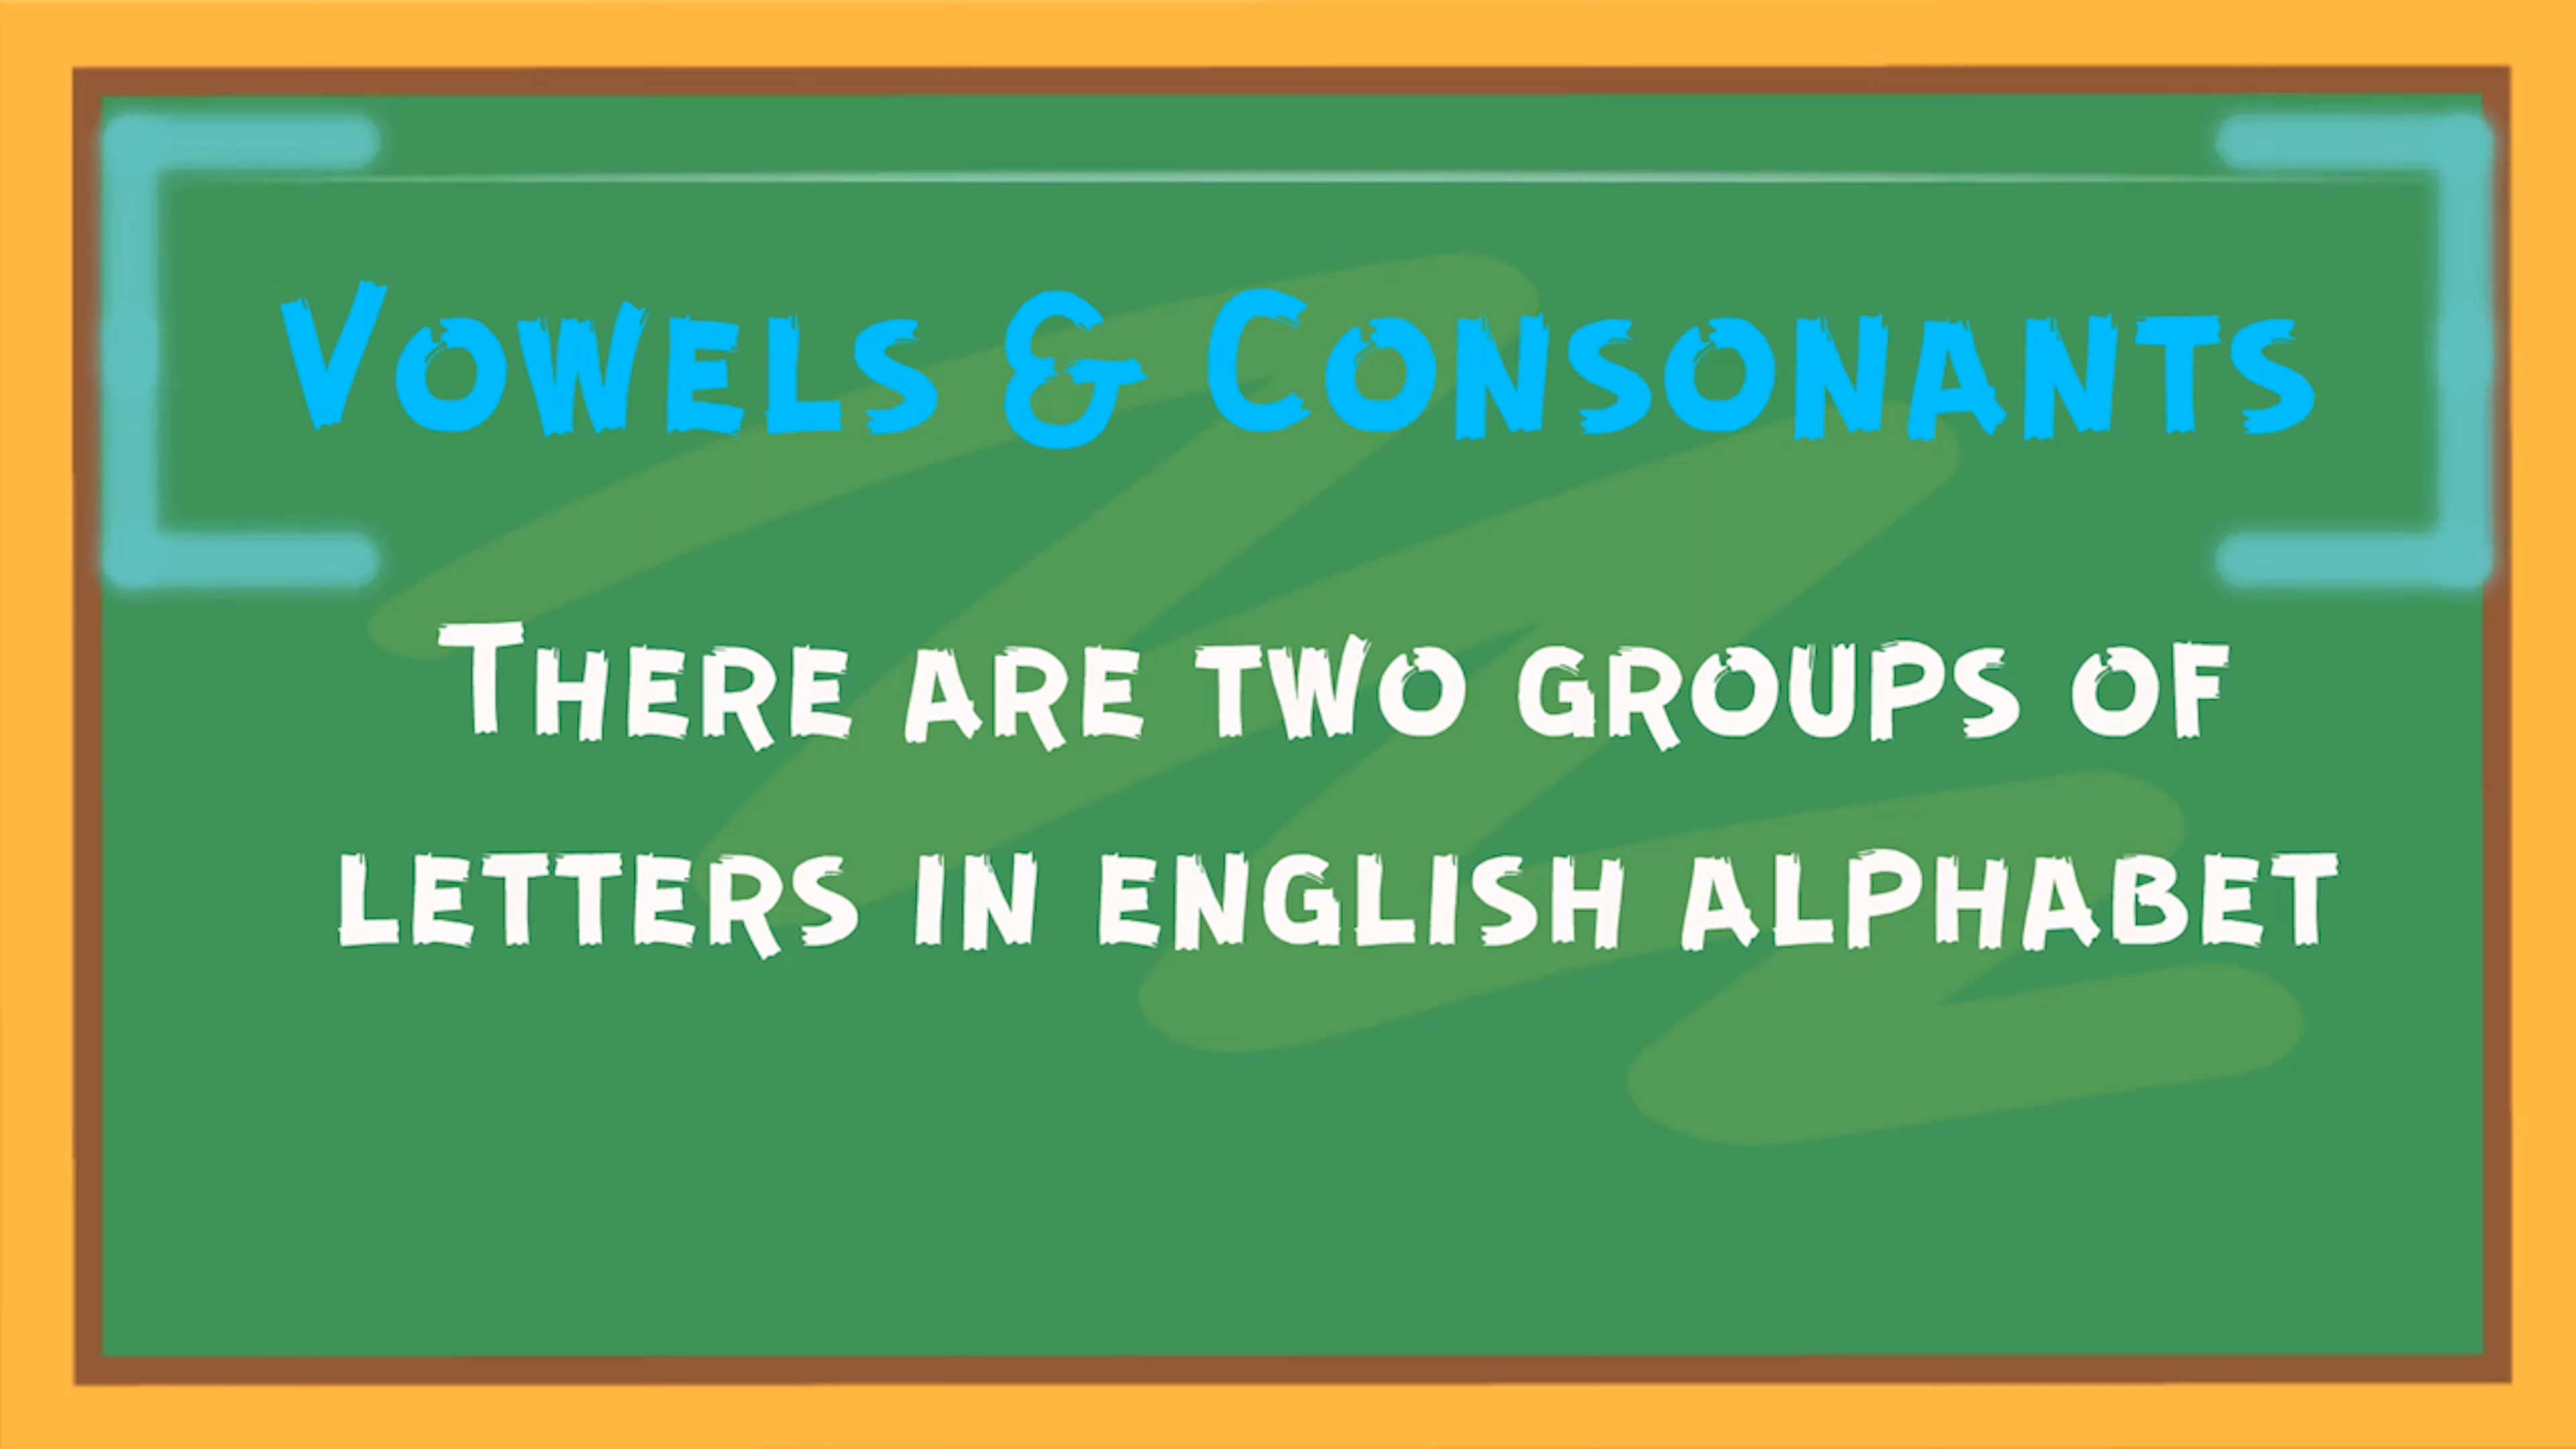 Vowels & Consonants
There are two groups of
letters in english alphabet